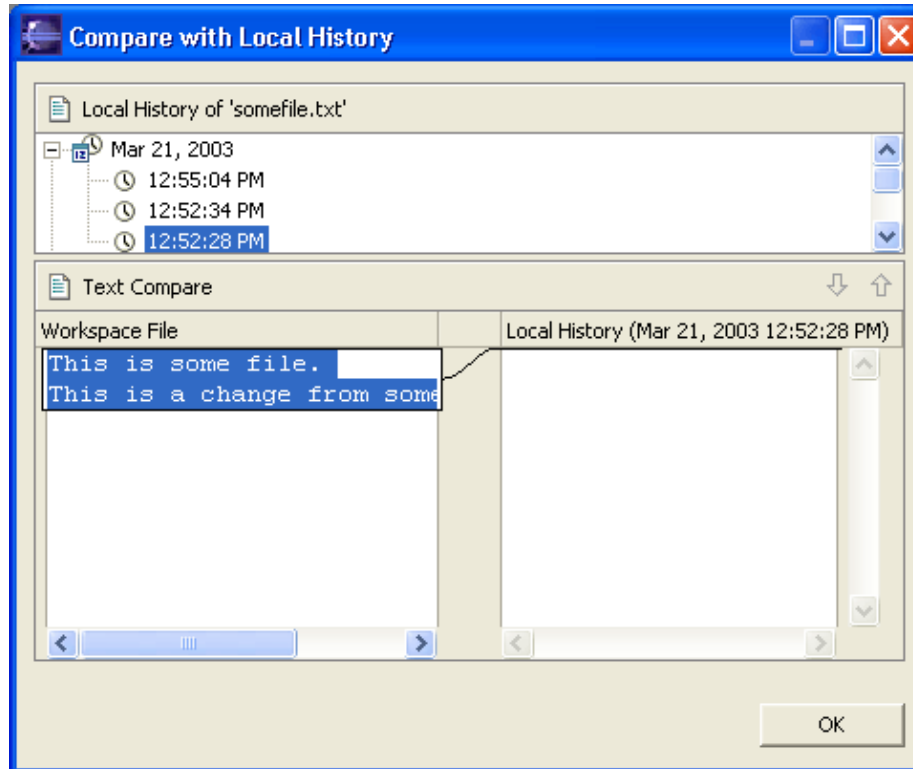 Compare with Local History
Local History of 'somefile.txt'
12 Mar 21, 2003
12:55:04 PM
12:52:34 PM
12:52:28 PM
Text Compare
Workspace File Local History (Mar 21, 2003 12:52:28 PM)
This is some file.
This is a change from some
OK